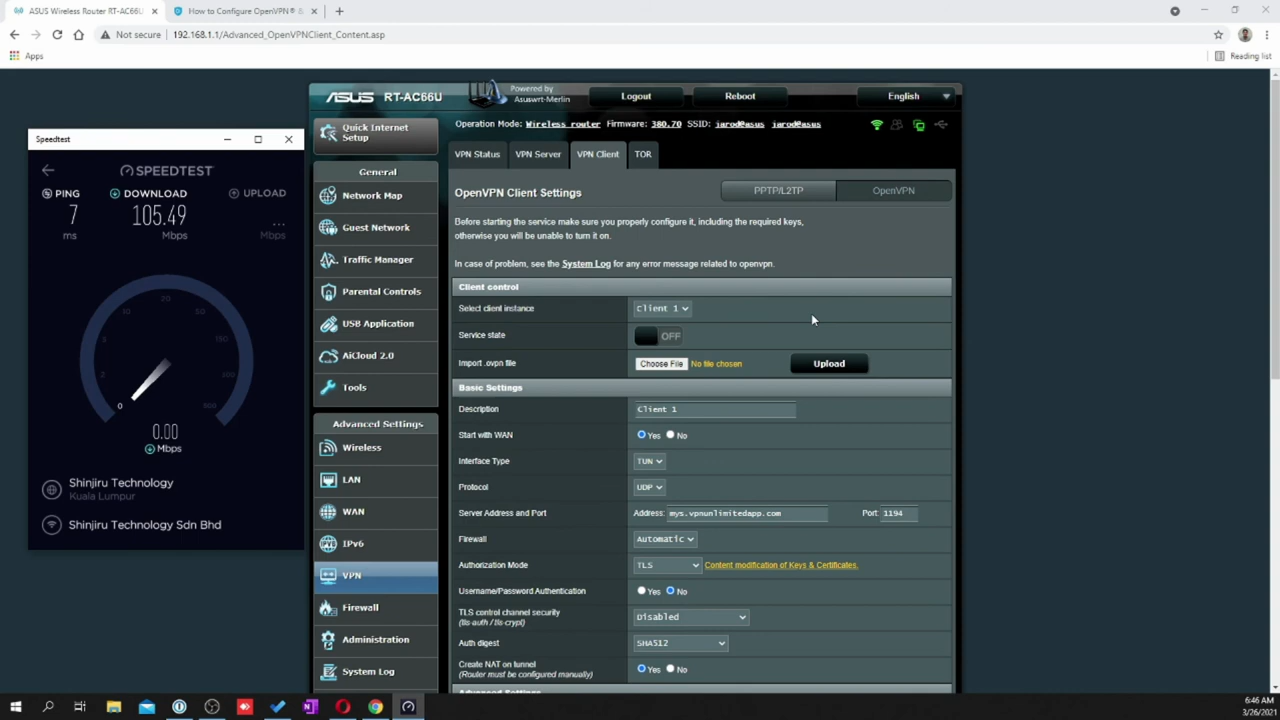 ASUS Wireless Router RT-AC66U
How to Configure OpenVPN® &
Not secure
192.168.1.1/Advanced_OpenVPNClient_Content.asp
Apps
Reading list
Speedtest
SPEEDTEST
PING
DOWNLOAD
UPLOAD
7
105.49
...
ms
Mbps
Mbps
20
10
50
3
150
2
200
0
500
0.00
Mbps
Shinjiru Technology
Kuala Lumpur
Shinjiru Technology Sdn Bhd
ASUS RT-AC66U
Powered by
Asuswrt-Merlin
Logout
Reboot
English
Quick Internet
Setup
Operation Mode: Wireless router Firmware: 380.70 SSID: jarod@asus jarod@asus
General
Network Map
Guest Network
Traffic Manager
Parental Controls
USB Application
AiCloud 2.0
Tools
Advanced Settings
Wireless
LAN
WAN
IPv6
VPN
Firewall
Administration
System Log
VPN Status
VPN Server
VPN Client
TOR
OpenVPN Client Settings
PPTP/L2TP
OpenVPN
Before starting the service make sure you properly configure it, including the required keys,
otherwise you will be unable to turn it on.
In case of problem, see the System Log for any error message related to openvpn.
Client control
Select client instance
Client 1
Service state
OFF
Import .ovpn file
Choose File No file chosen
Upload
Basic Settings
Description
Client 1
Start with WAN
Yes No
Interface Type
TUN
Protocol
UDP
Server Address and Port
Address: mys.vpnunlimitedapp.com
Port: 1194
Firewall
Automatic
Authorization Mode
TLS
Content modification of Keys & Certificates.
Username/Password Authentication
Yes No
TLS control channel security
(tls-auth / tls-crypt)
Disabled
Auth digest
SHA512
Create NAT on tunnel
(Router must be configured manually)
Yes No
Advanced Settings
6:46 AM
3/26/2021